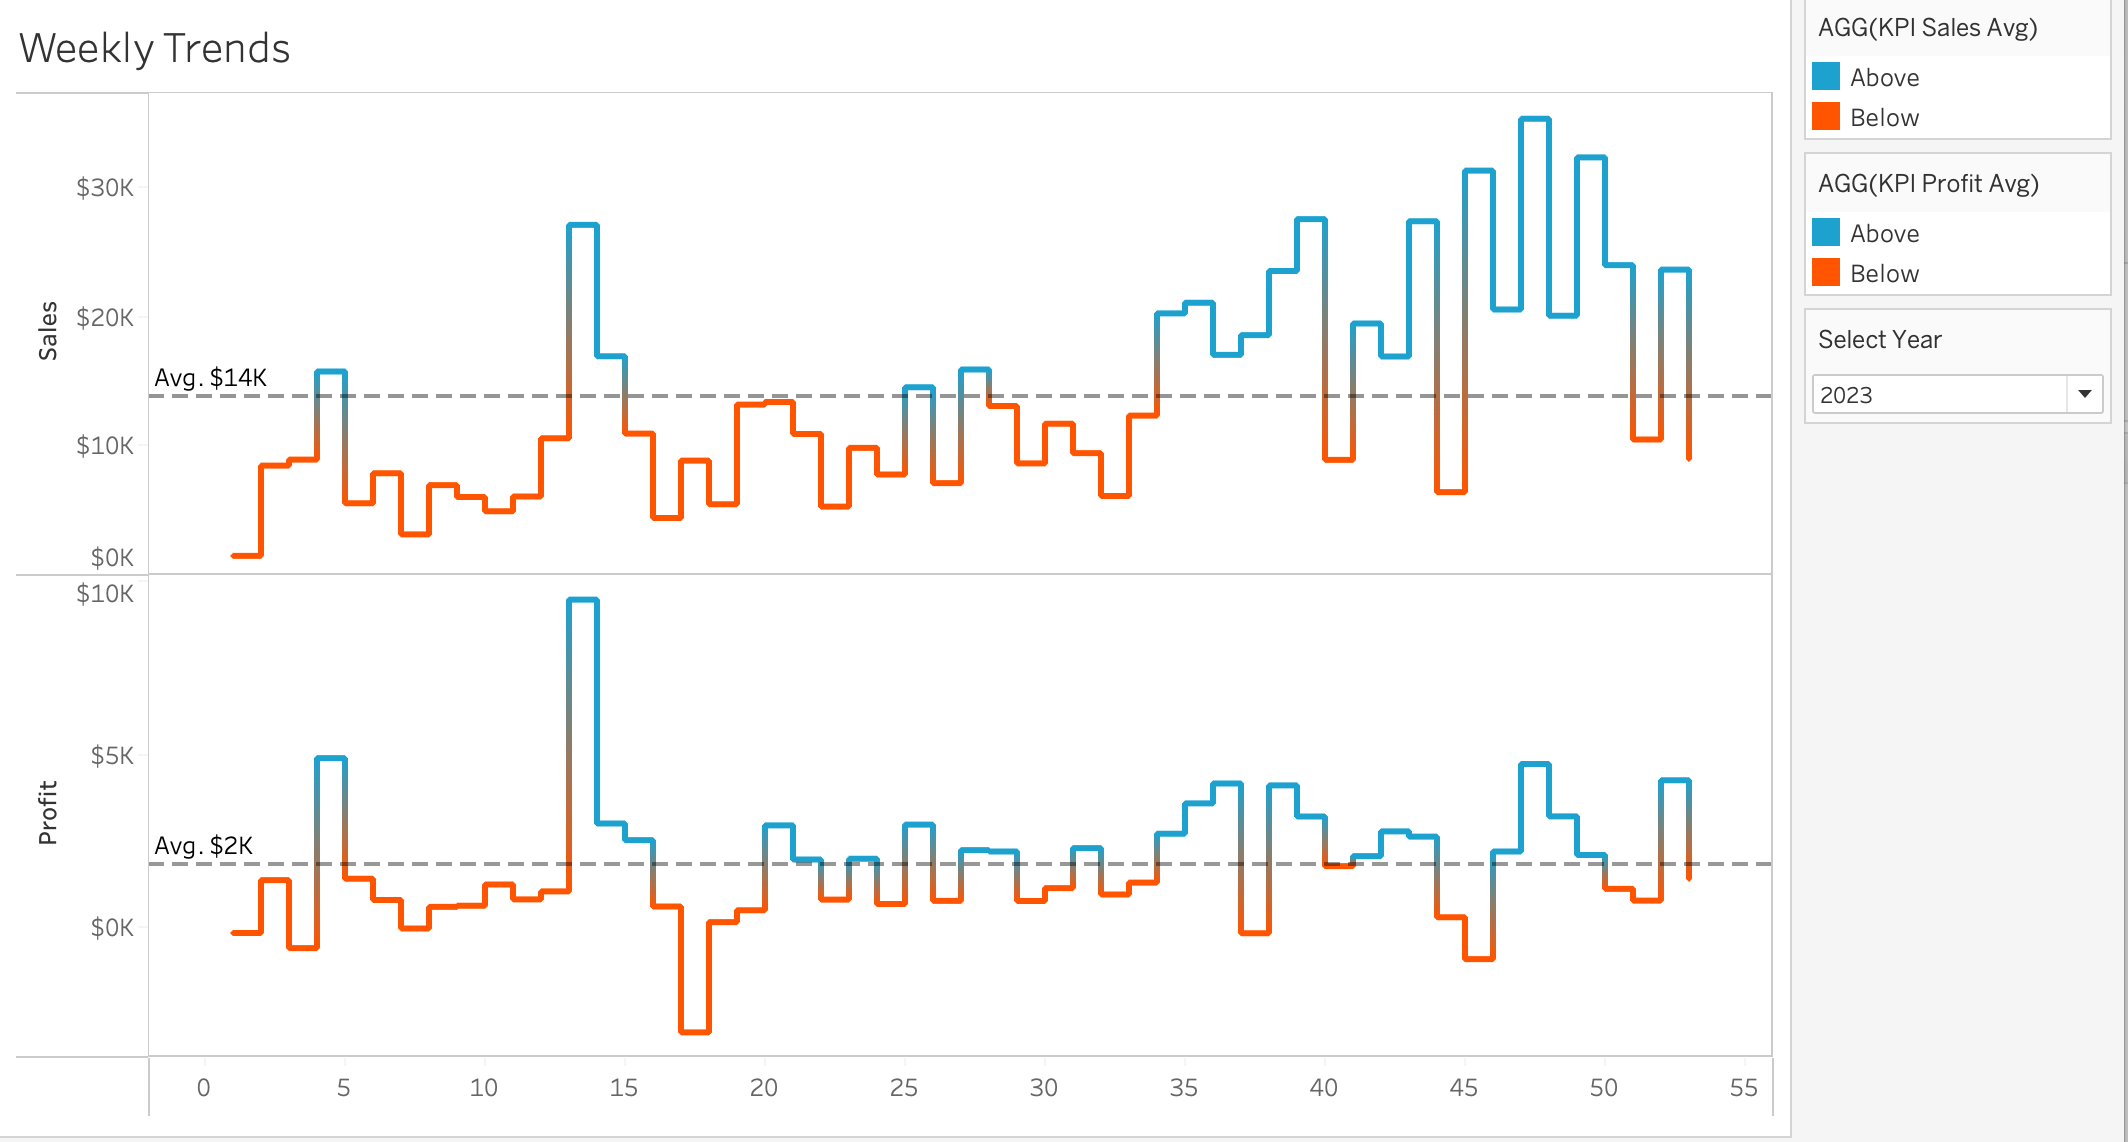 Weekly Trends
Sales
$30K
$20K
Avg. $14K
$10K
$0K
Profit
$10K
$5K
Avg. $2K
$0K
0 5 10 15 20 25 30 35 40 45 50 55
AGG(KPI Sales Avg)
Above
Below
AGG(KPI Profit Avg)
Above
Below
Select Year
2023